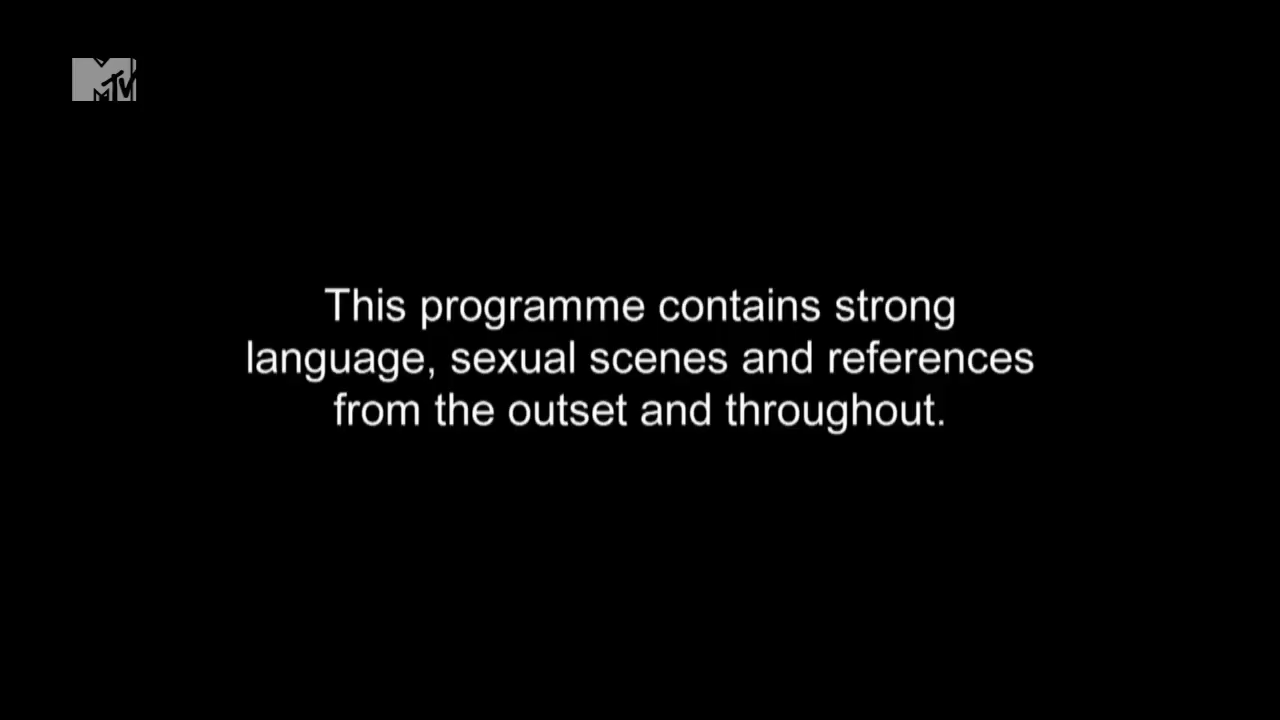 MTV
This programme contains strong
language, sexual scenes and references
from the outset and throughout.